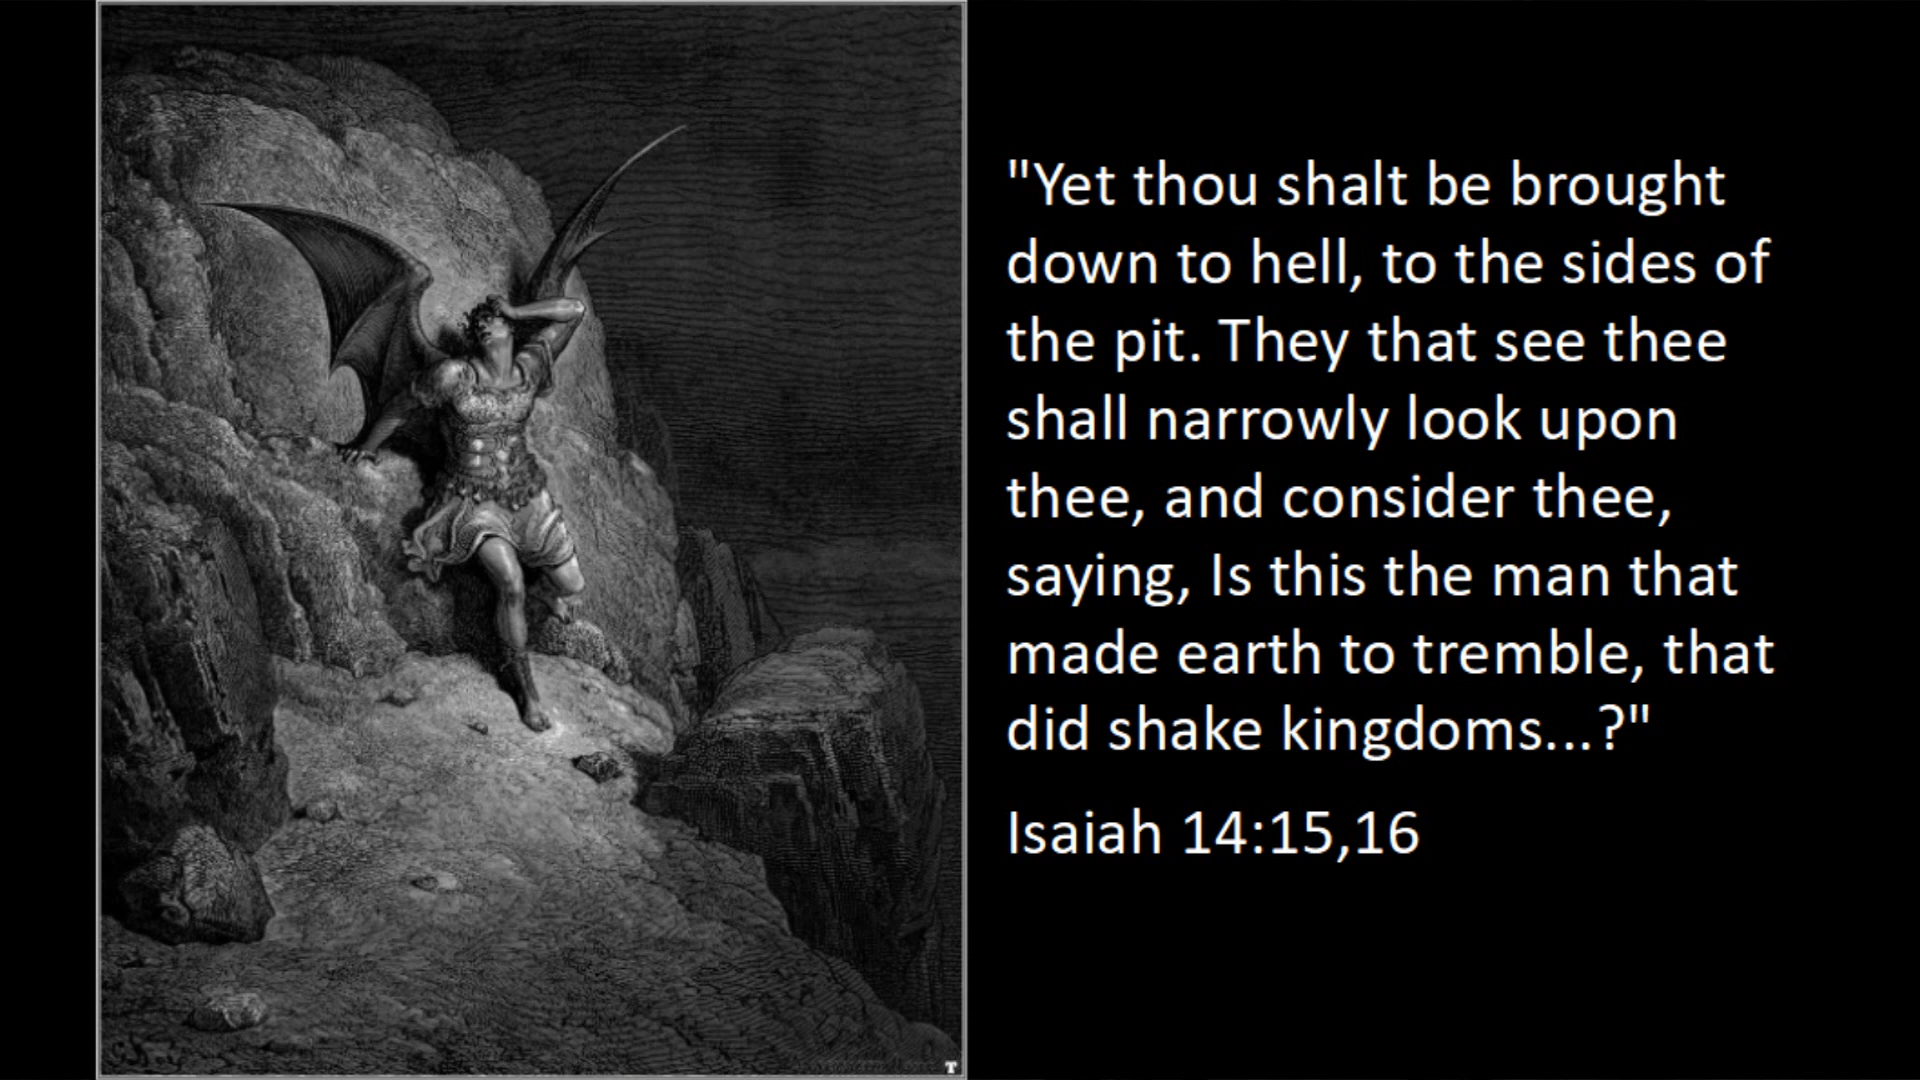 "Yet thou shalt be brought
down to hell, to the sides of
the pit. They that see thee
shall narrowly look upon
thee, and consider thee,
saying, Is this the man that
made earth to tremble, that
did shake kingdoms...?"
Isaiah 14:15,16
T